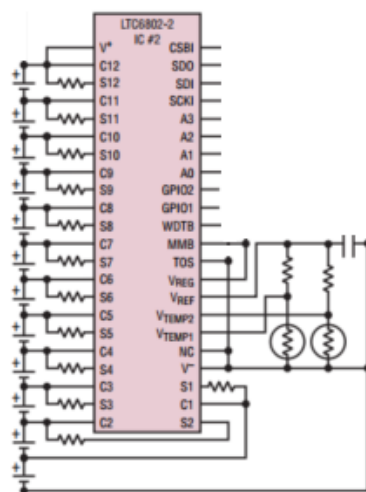 LTC6802-2
IC #2
V+ CSBI
C12 SDO
S12 SDI
C11 SCKI
S11 A3
C10 A2
S10 A1
C9 A0
S9 GPIO2
C8 GPIO1
S8 WDTB
C7 MMB
S7 TOS
C6 VREG
S6 VREF
C5 VTEMP2
S5 VTEMP1
C4 NC
S4 V–
C3 S1
S3 C1
C2 S2
+
+
+
+
+
+
+
+
+
+
+
+